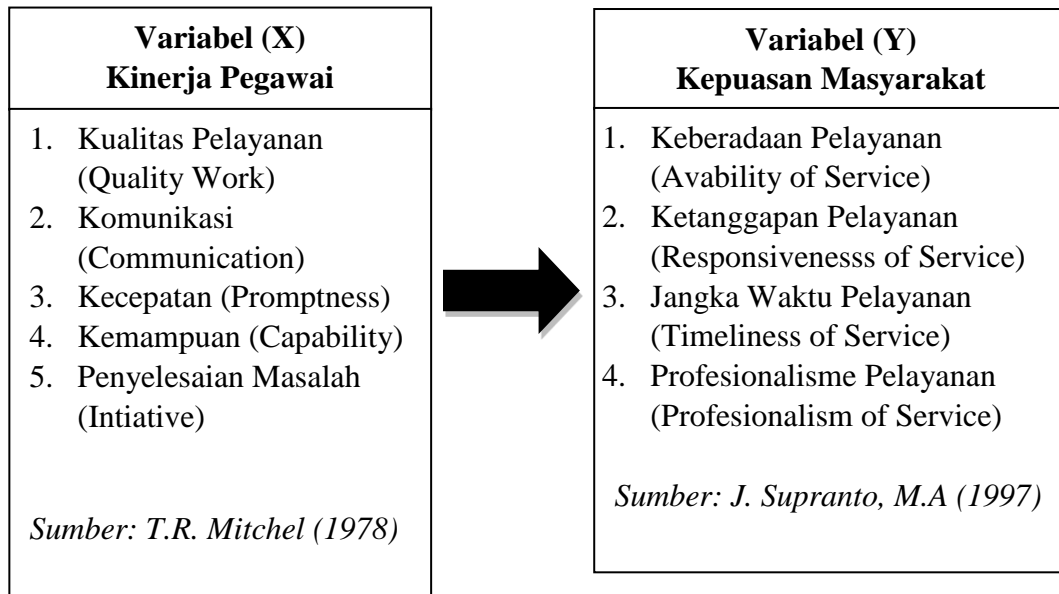 Variabel (X)
Kinerja Pegawai
1. Kualitas Pelayanan
(Quality Work)
2. Komunikasi
(Communication)
3. Kecepatan (Promptness)
4. Kemampuan (Capability)
5. Penyelesaian Masalah
(Intiative)
Sumber: T.R. Mitchel (1978)
Variabel (Y)
Kepuasan Masyarakat
1. Keberadaan Pelayanan
(Avability of Service)
2. Ketanggapan Pelayanan
(Responsivenesss of Service)
3. Jangka Waktu Pelayanan
(Timeliness of Service)
4. Profesionalisme Pelayanan
(Profesionalism of Service)
Sumber: J. Supranto, M.A (1997)